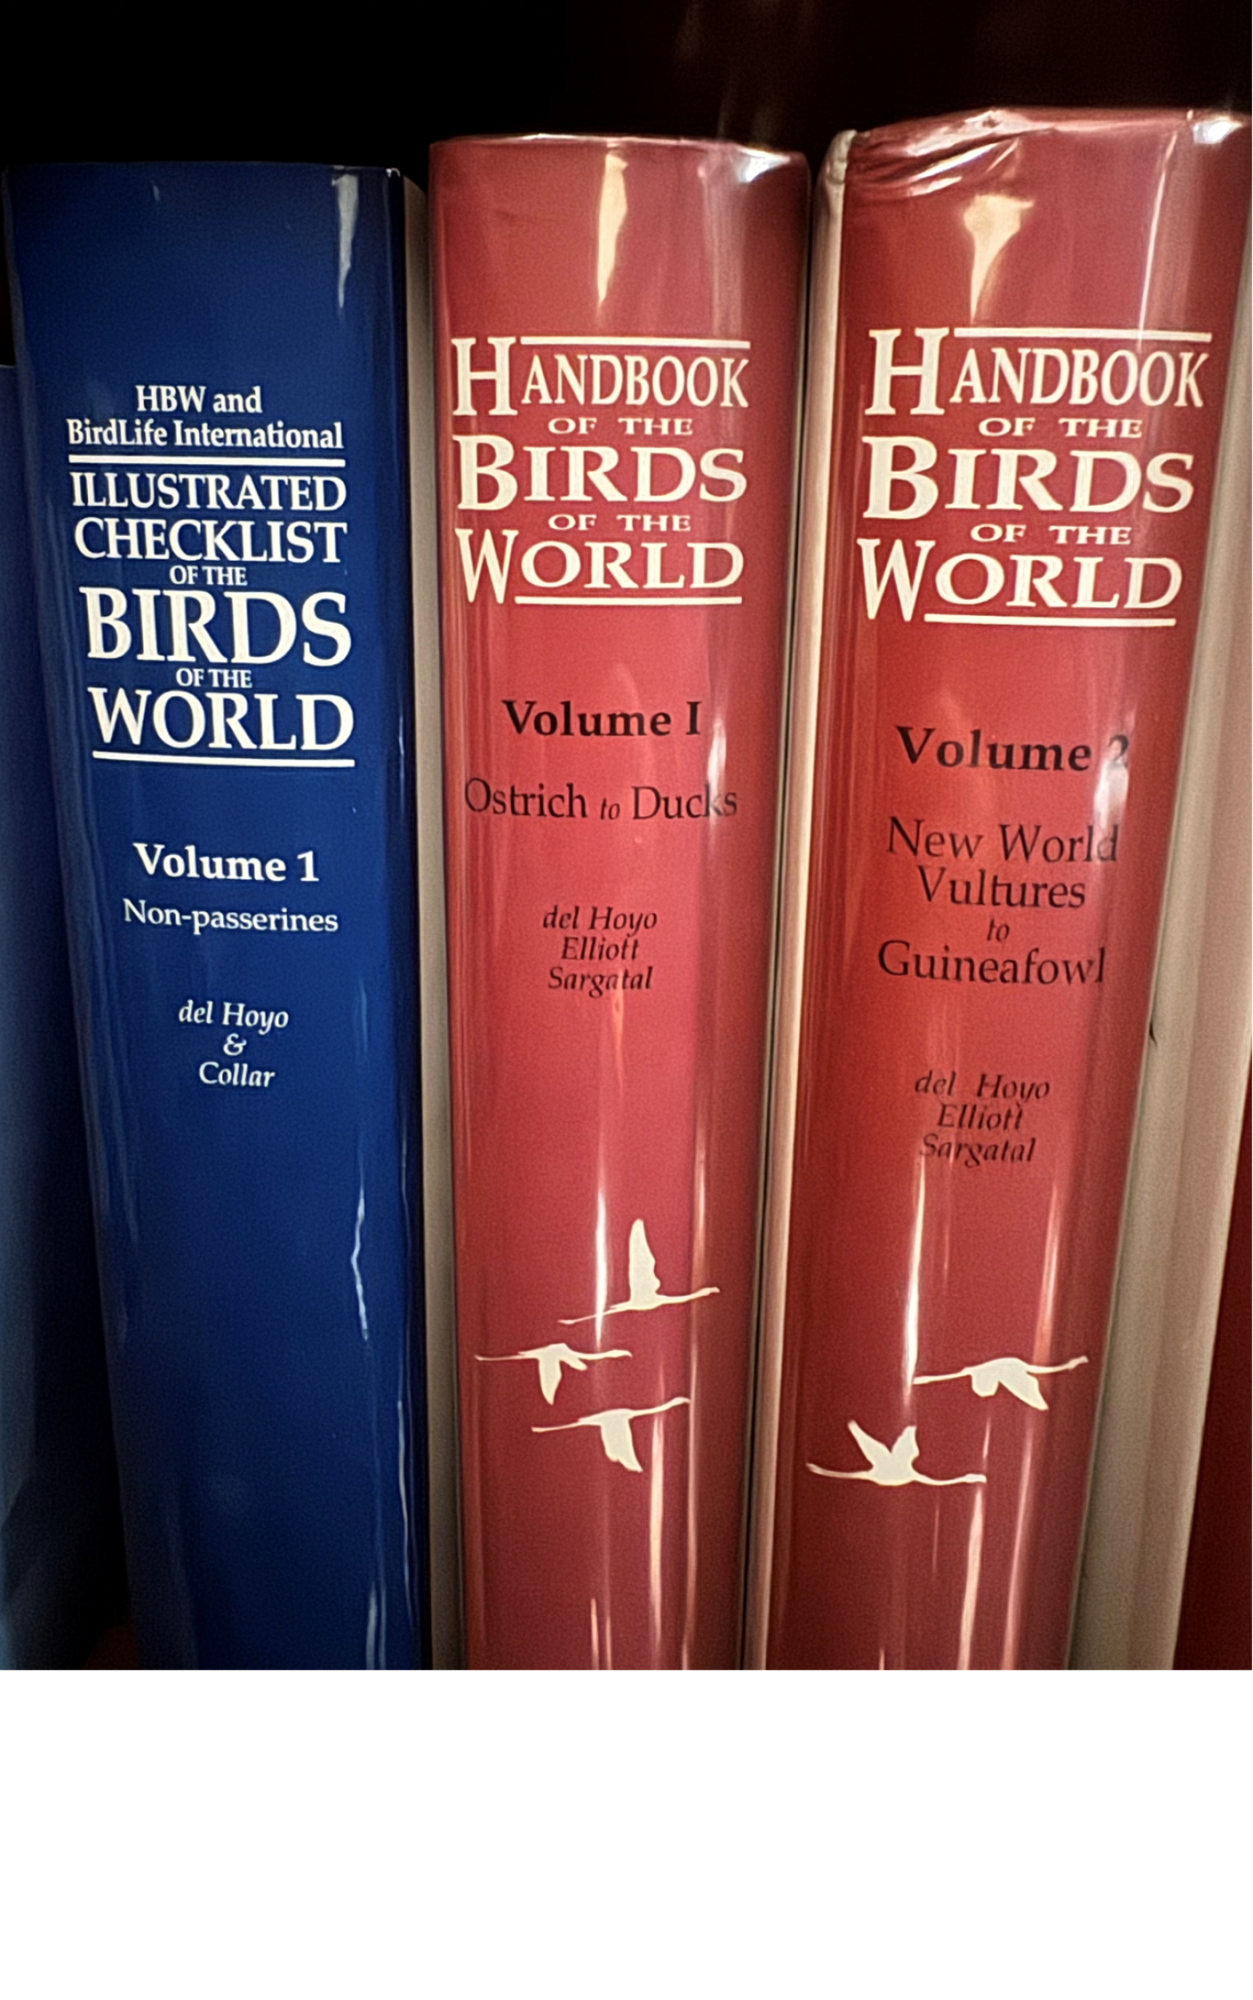 HBW and
BirdLife International
ILLUSTRATED
CHECKLIST
OF THE
BIRDS
OF THE
WORLD
Volume 1
Non-passerines
del Hoyo
&
Collar
HANDBOOK
OF THE
BIRDS
OF THE
WORLD
Volume I
Ostrich to Ducks
del Hoyo
Elliott
Sargatal
HANDBOOK
OF THE
BIRDS
OF THE
WORLD
Volume 2
New World
Vultures
to
Guineafowl
del Hoyo
Elliott
Sargatal